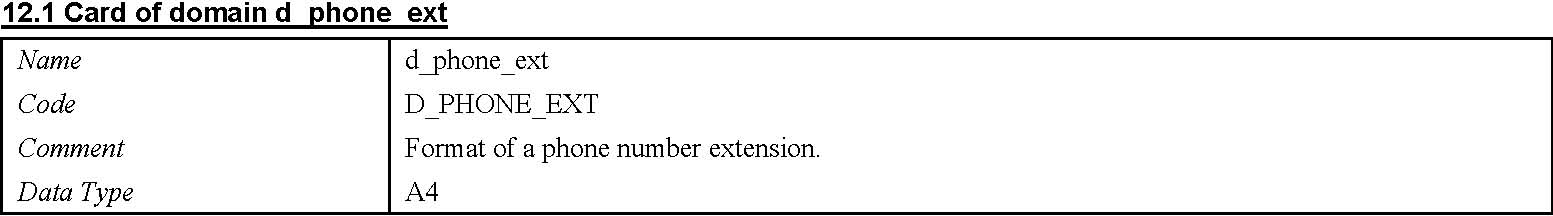 12.1 Card of domain d_phone_ext
Name d_phone_ext
Code D_PHONE_EXT
Comment Format of a phone number extension.
Data Type A4